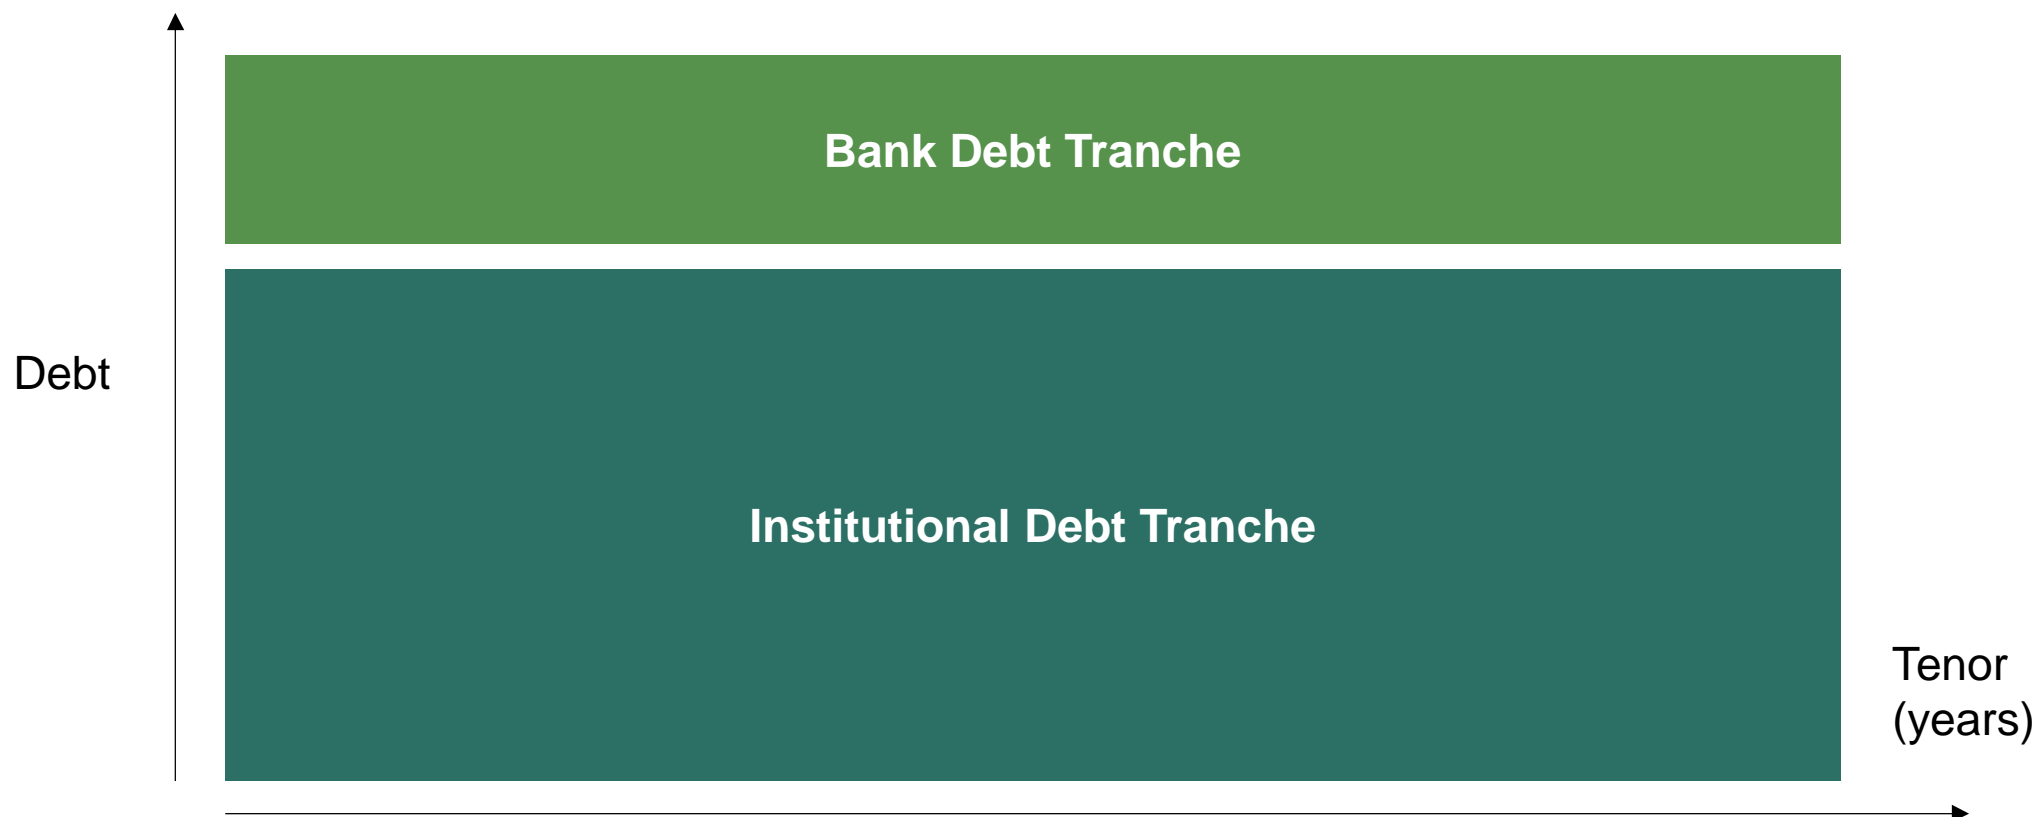 Bank Debt Tranche
Debt
Institutional Debt Tranche
Tenor
(years)